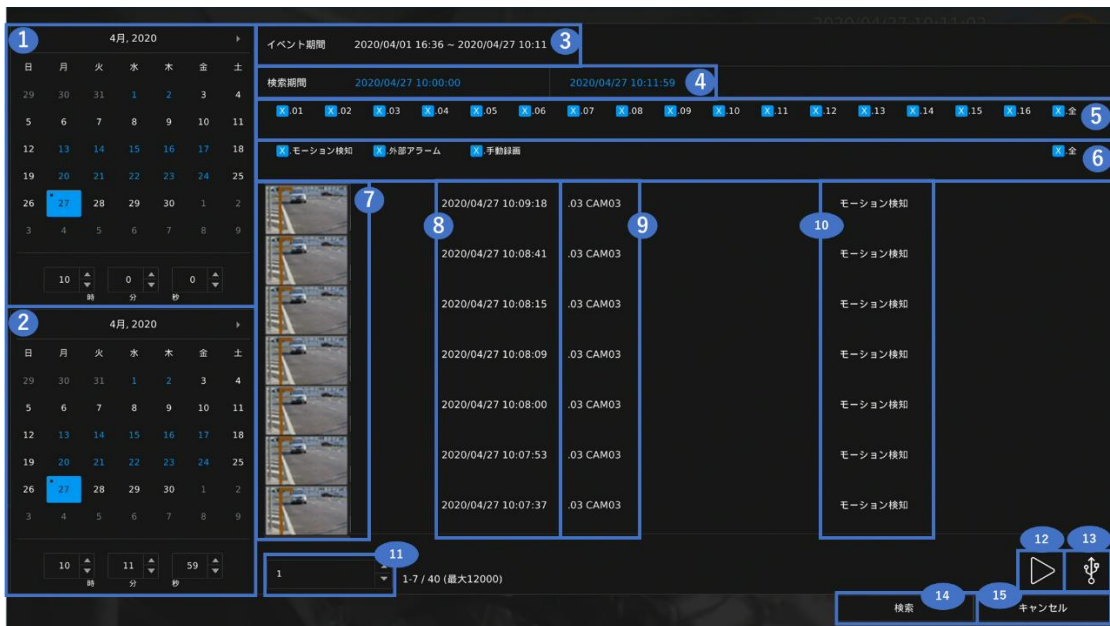 2020/04/27 10:11:03
1
4月, 2020
日 月 火 水 木 金 土
29 30 31 1 2 3 4
5 6 7 8 9 10 11
12 13 14 15 16 17 18
19 20 21 22 23 24 25
26 27 28 29 30 1 2
3 4 5 6 7 8 9
10 0 0
時 分 秒
2
4月, 2020
日 月 火 水 木 金 土
29 30 31 1 2 3 4
5 6 7 8 9 10 11
12 13 14 15 16 17 18
19 20 21 22 23 24 25
26 27 28 29 30 1 2
3 4 5 6 7 8 9
10 11 59
時 分 秒
イベント期間 2020/04/01 16:36 ~ 2020/04/27 10:11 3
検索期間 2020/04/27 10:00:00 2020/04/27 10:11:59 4
X.01 X.02 X.03 X.04 X.05 X.06 X.07 X.08 X.09 X.10 X.11 X.12 X.13 X.14 X.15 X.16 X.全 5
X.モーション検知 X.外部アラーム X.手動録画 X.全 6
7 8 9 10
2020/04/27 10:09:18 .03 CAM03 モーション検知
2020/04/27 10:08:41 .03 CAM03 モーション検知
2020/04/27 10:08:15 .03 CAM03 モーション検知
2020/04/27 10:08:09 .03 CAM03 モーション検知
2020/04/27 10:08:00 .03 CAM03 モーション検知
2020/04/27 10:07:53 .03 CAM03 モーション検知
2020/04/27 10:07:37 .03 CAM03 モーション検知
11 12 13
1 1-7 / 40 (最大12000)
検索 14 15 キャンセル